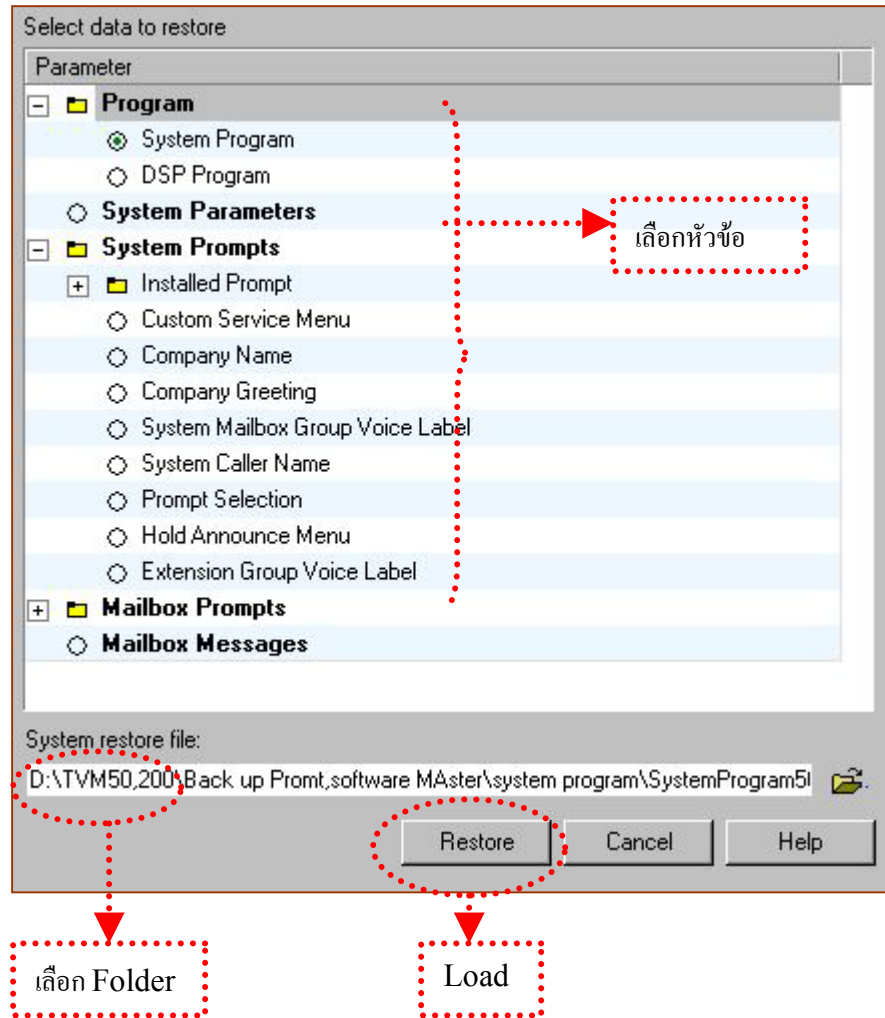 Select data to restore
Parameter
Program
System Program
DSP Program
System Parameters
เลือกหัวข้อ
System Prompts
Installed Prompt
Custom Service Menu
Company Name
Company Greeting
System Mailbox Group Voice Label
System Caller Name
Prompt Selection
Hold Announce Menu
Extension Group Voice Label
Mailbox Prompts
Mailbox Messages
System restore file:
D:\TVM50,200\Back up Promt,software MAster\system program\SystemProgram5
Restore Cancel Help
เลือก Folder
Load